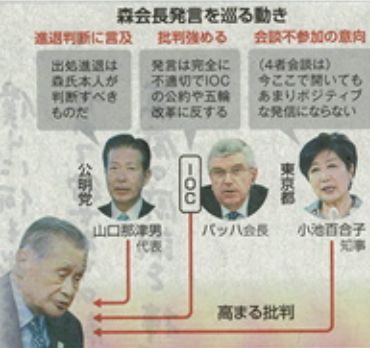 森会長発言を巡る動き
進退判断に言及
批判強める
会談不参加の意向
出処進退は
森氏本人が
判断すべき
ものだ
発言は完全に
不適切でIOC
の公約や五輪
改革に反する
(4者会談は)
今ここで開いても
あまりポジティブ
な発信にならない
公明党
山口那津男
代表
IOC
バッハ会長
東京都
小池百合子
知事
高まる批判